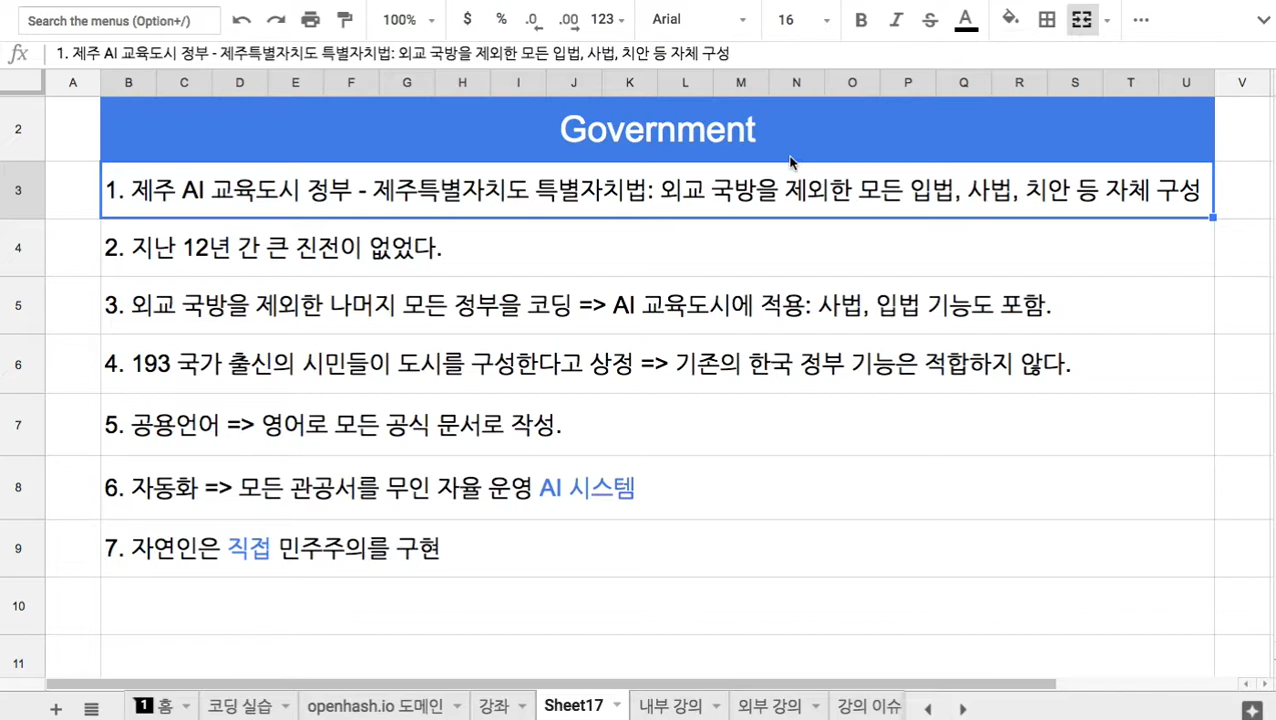 Search the menus (Option+/)
100%
$ % .0 .00 123
Arial
16
B I S A
fx 1. 제주 AI 교육도시 정부 - 제주특별자치도 특별자치법: 외교 국방을 제외한 모든 입법, 사법, 치안 등 자체 구성
A B C D E F G H I J K L M N O P Q R S T U V
2 Government
3 1. 제주 AI 교육도시 정부 - 제주특별자치도 특별자치법: 외교 국방을 제외한 모든 입법, 사법, 치안 등 자체 구성
4 2. 지난 12년 간 큰 진전이 없었다.
5 3. 외교 국방을 제외한 나머지 모든 정부을 코딩 => AI 교육도시에 적용: 사법, 입법 기능도 포함.
6 4. 193 국가 출신의 시민들이 도시를 구성한다고 상정 => 기존의 한국 정부 기능은 적합하지 않다.
7 5. 공용언어 => 영어로 모든 공식 문서로 작성.
8 6. 자동화 => 모든 관공서를 무인 자율 운영 AI 시스템
9 7. 자연인은 직접 민주주의를 구현
10
11
1 홈 코딩 실습 openhash.io 도메인 강좌 Sheet17 내부 강의 외부 강의 강의 이슈